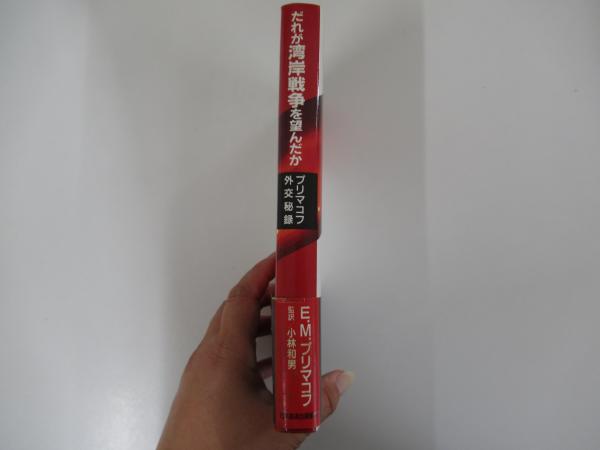 だれが湾岸戦争を望んだか
プリマコフ
外交秘録
E.M.プリマコフ
監訳 小林和男